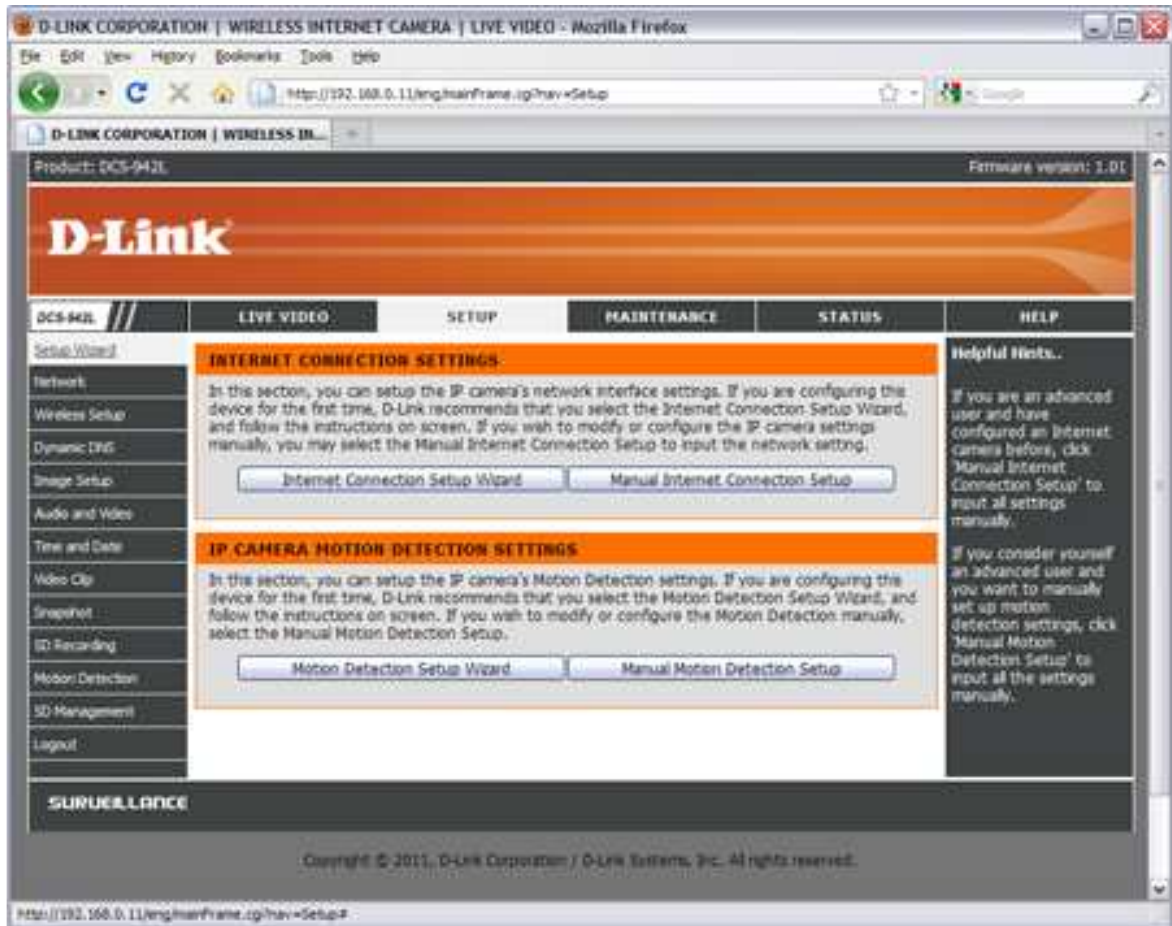 D-LINK CORPORATION | WIRELESS INTERNET CAMERA | LIVE VIDEO - Mozilla Firefox
File Edit View History Bookmarks Tools Help
http://192.168.0.11/eng/mainFrame.cgi?nav=Setup
Google
D-LINK CORPORATION | WIRELESS IN...
Product: DCS-942L
Firmware version: 1.01
D-Link
DCS-942L
LIVE VIDEO
SETUP
MAINTENANCE
STATUS
HELP
Setup Wizard
Network
Wireless Setup
Dynamic DNS
Image Setup
Audio and Video
Time and Date
Video Clip
Snapshot
SD Recording
Motion Detection
SD Management
Logout
INTERNET CONNECTION SETTINGS
In this section, you can setup the IP camera's network interface settings. If you are configuring this
device for the first time, D-Link recommends that you select the Internet Connection Setup Wizard,
and follow the instructions on screen. If you wish to modify or configure the IP camera settings
manually, you may select the Manual Internet Connection Setup to input the network setting.
Internet Connection Setup Wizard
Manual Internet Connection Setup
IP CAMERA MOTION DETECTION SETTINGS
In this section, you can setup the IP camera's Motion Detection settings. If you are configuring this
device for the first time, D-Link recommends that you select the Motion Detection Setup Wizard, and
follow the instructions on screen. If you wish to modify or configure the Motion Detection manually,
select the Manual Motion Detection Setup.
Motion Detection Setup Wizard
Manual Motion Detection Setup
Helpful Hints..
If you are an advanced
user and have
configured an Internet
camera before, click
'Manual Internet
Connection Setup' to
input all settings
manually.
If you consider yourself
an advanced user and
you want to manually
set up motion
detection settings, click
'Manual Motion
Detection Setup' to
input all the settings
manually.
SURVEILLANCE
Copyright © 2011, D-Link Corporation / D-Link Systems, Inc. All rights reserved.
http://192.168.0.11/eng/mainFrame.cgi?nav=Setup#